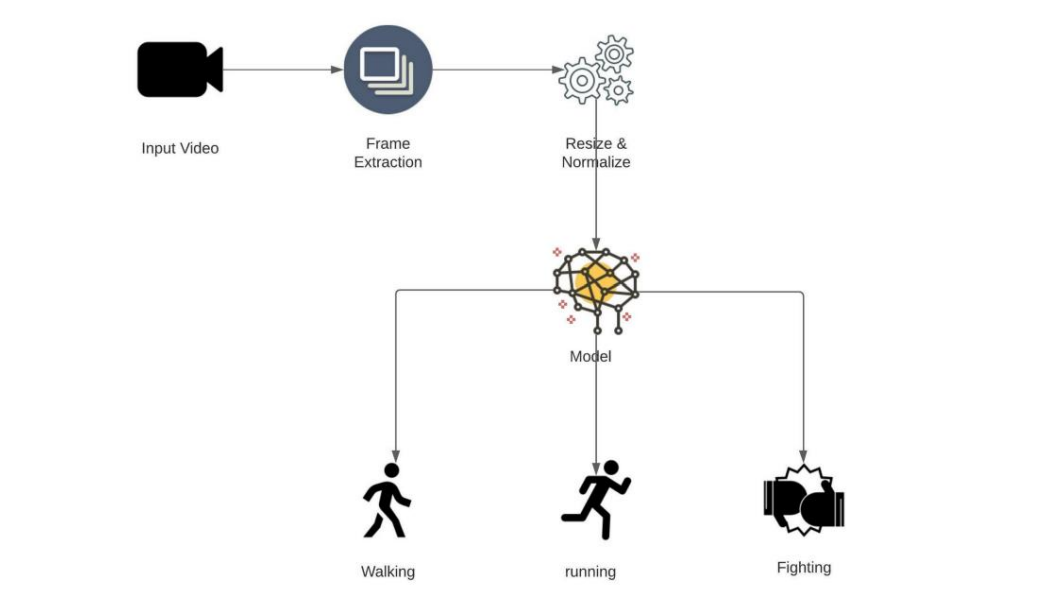 Input Video
Frame
Extraction
Resize &
Normalize
Model
Walking
running
Fighting